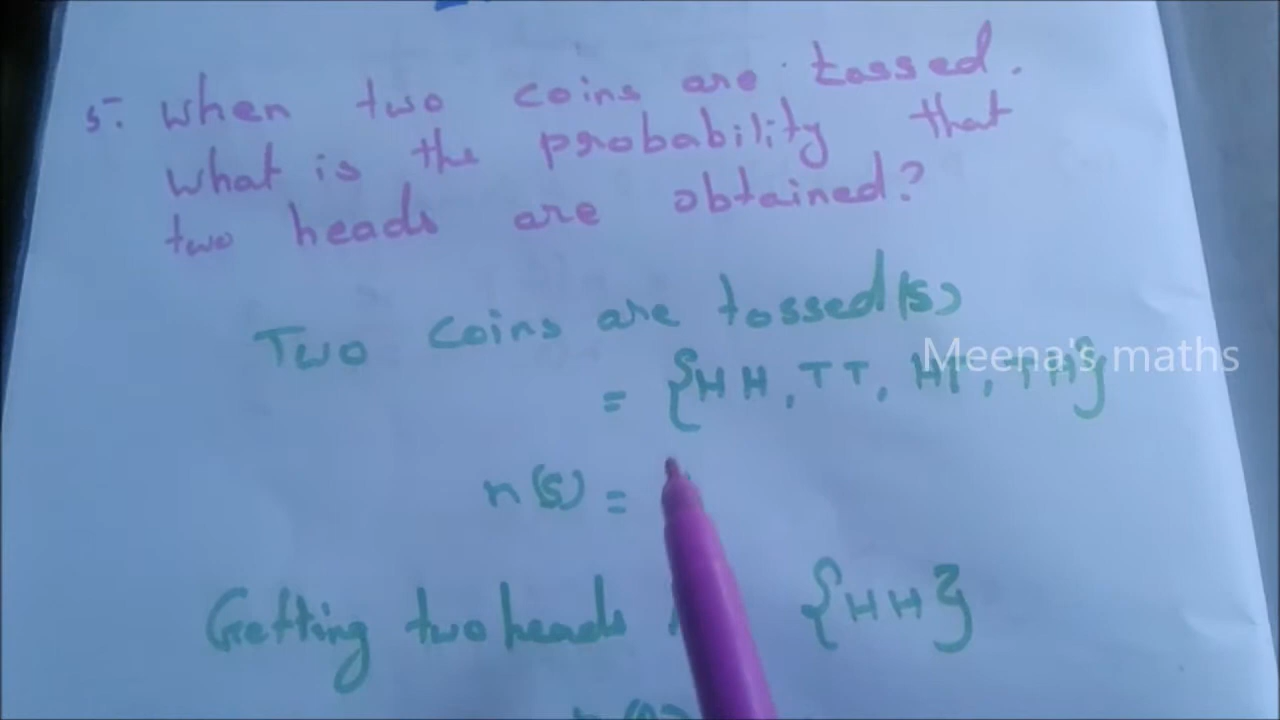 5. When two coins are tossed.
What is the probability that
two heads are obtained?
Two coins are tossed (s)
= {HH, TT, HT, TH}
Meena's maths
n(s) =
Getting two heads {HH}